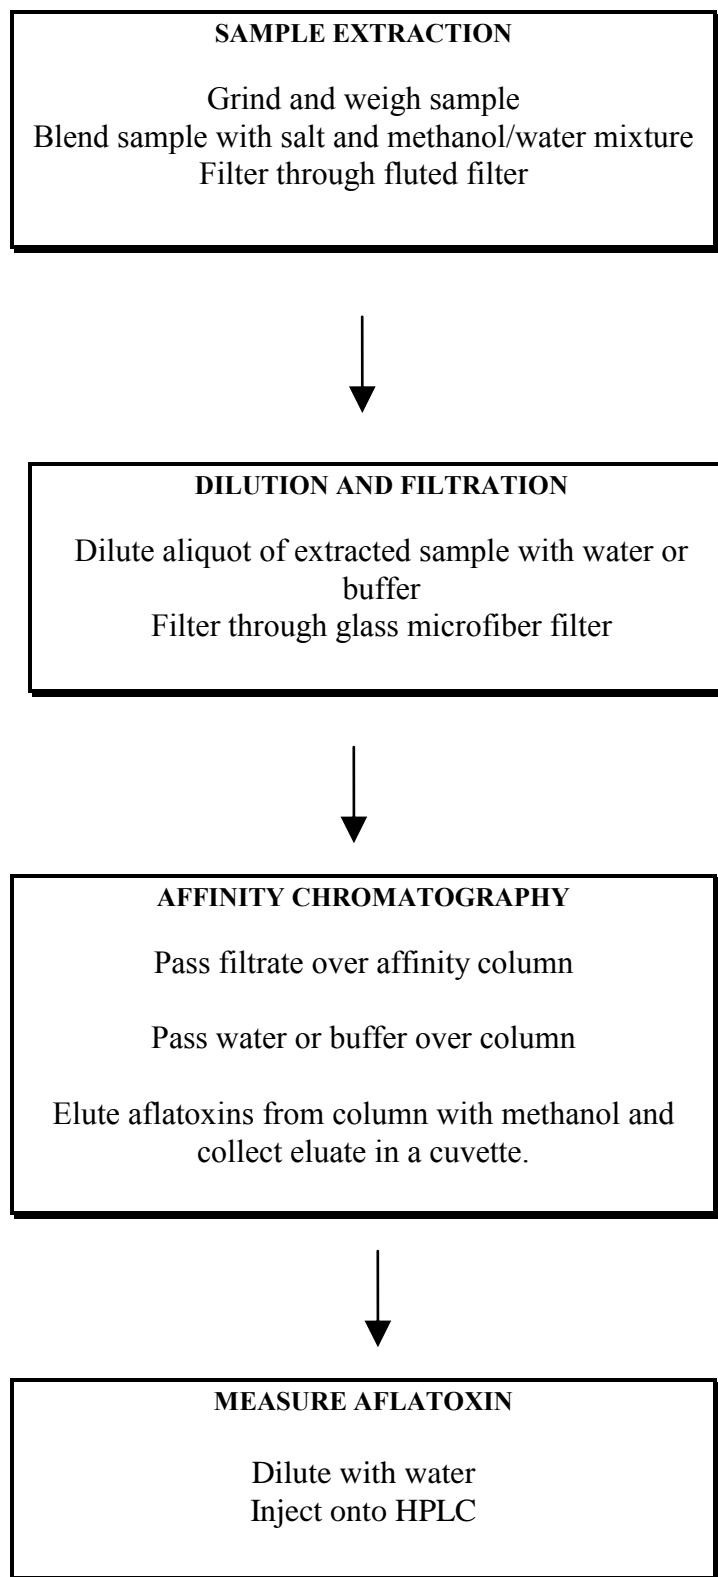 SAMPLE EXTRACTION
Grind and weigh sample
Blend sample with salt and methanol/water mixture
Filter through fluted filter
DILUTION AND FILTRATION
Dilute aliquot of extracted sample with water or
buffer
Filter through glass microfiber filter
AFFINITY CHROMATOGRAPHY
Pass filtrate over affinity column
Pass water or buffer over column
Elute aflatoxins from column with methanol and
collect eluate in a cuvette.
MEASURE AFLATOXIN
Dilute with water
Inject onto HPLC